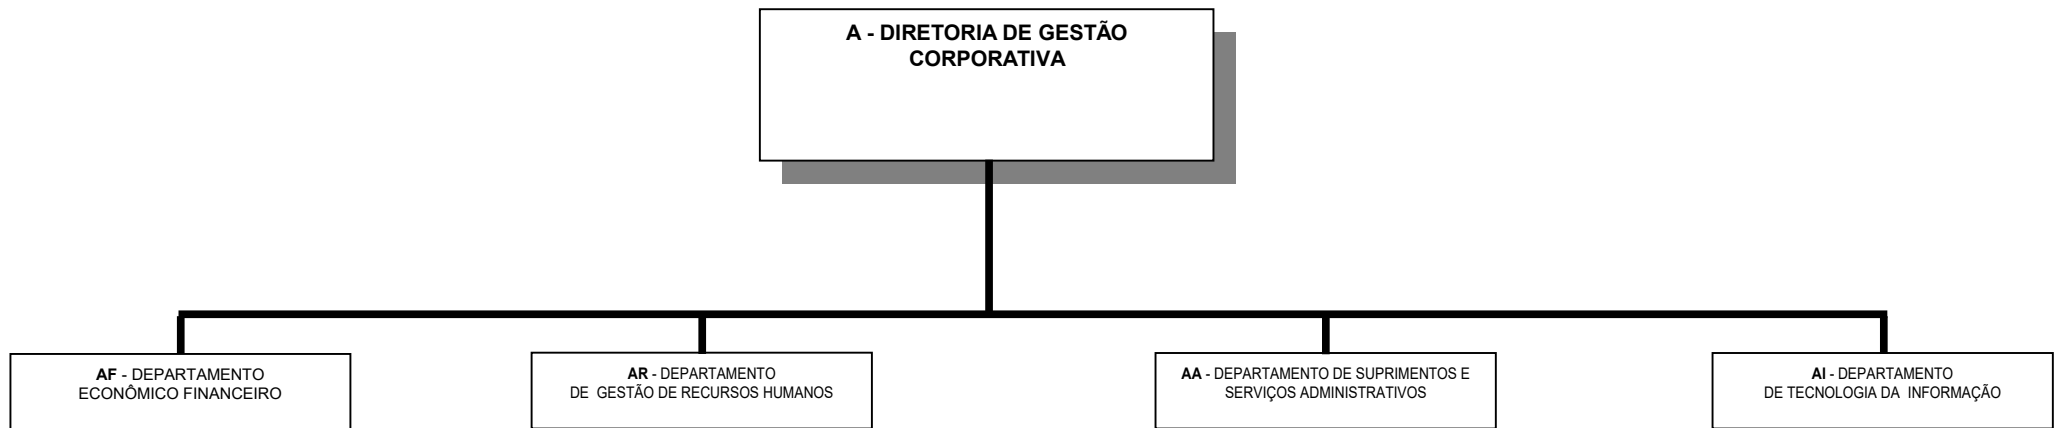 A - DIRETORIA DE GESTÃO
CORPORATIVA
AF - DEPARTAMENTO
ECONÔMICO FINANCEIRO
AR - DEPARTAMENTO
DE GESTÃO DE RECURSOS HUMANOS
AA - DEPARTAMENTO DE SUPRIMENTOS E
SERVIÇOS ADMINISTRATIVOS
AI - DEPARTAMENTO
DE TECNOLOGIA DA INFORMAÇÃO